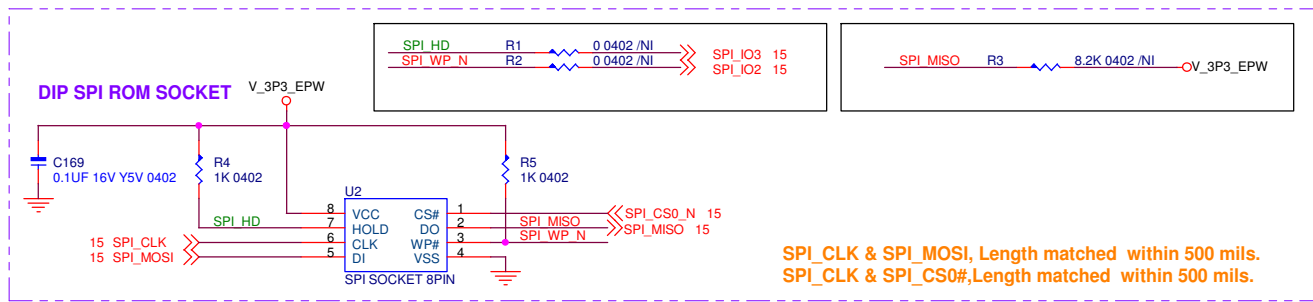 SPI_HD R1 0 0402 /NI SPI_IO3 15
SPI_WP_N R2 0 0402 /NI SPI_IO2 15
SPI_MISO R3 8.2K 0402 /NI V_3P3_EPW
DIP SPI ROM SOCKET
V_3P3_EPW
C169
0.1UF 16V Y5V 0402
R4
1K 0402
R5
1K 0402
U2
8 VCC CS# 1 SPI_CS0_N 15
SPI_HD 7 HOLD DO 2 SPI_MISO SPI_MISO 15
15 SPI_CLK 6 CLK WP# 3 SPI_WP_N
15 SPI_MOSI 5 DI VSS 4
SPI SOCKET 8PIN
SPI_CLK & SPI_MOSI, Length matched within 500 mils.
SPI_CLK & SPI_CS0#,Length matched within 500 mils.